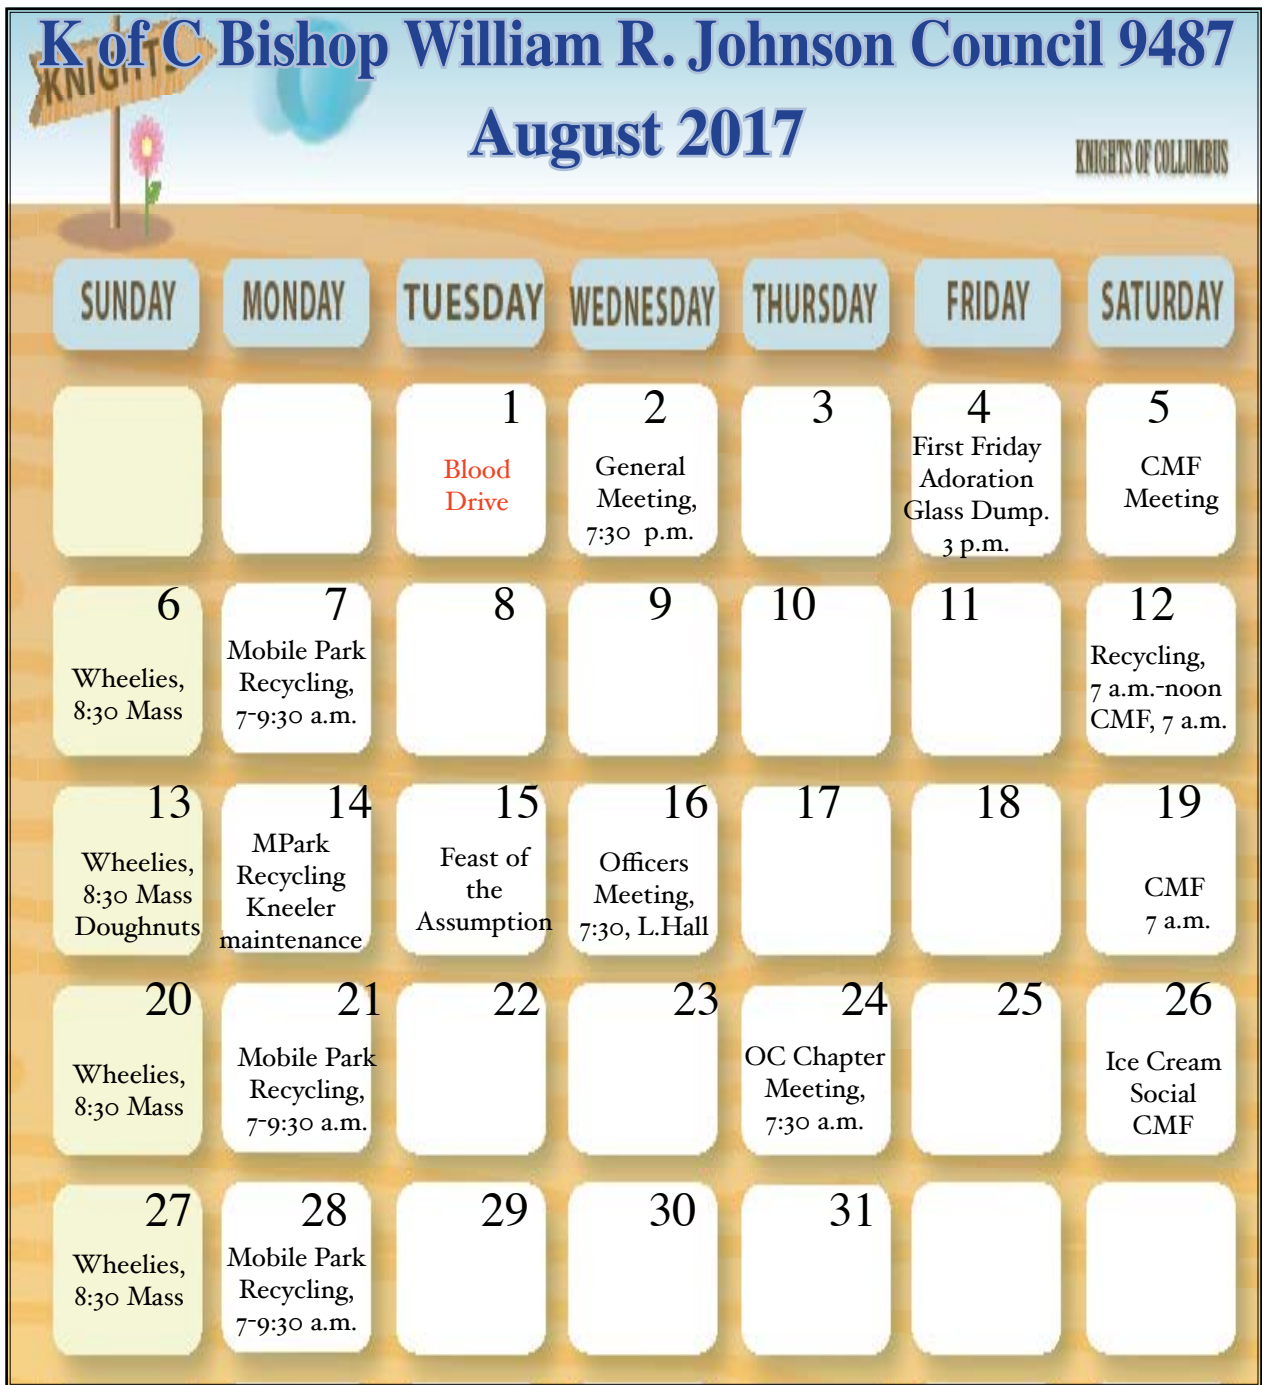 K of C Bishop William R. Johnson Council 9487
KNIGHTS
August 2017
KNIGHTS OF COLLUMBUS
SUNDAY MONDAY TUESDAY WEDNESDAY THURSDAY FRIDAY SATURDAY
1
Blood
Drive
2
General
Meeting,
7:30 p.m.
3
4
First Friday
Adoration
Glass Dump.
3 p.m.
5
CMF
Meeting
6
Wheelies,
8:30 Mass
7
Mobile Park
Recycling,
7-9:30 a.m.
8
9
10
11
12
Recycling,
7 a.m.-noon
CMF, 7 a.m.
13
Wheelies,
8:30 Mass
Doughnuts
14
MPark
Recycling
Kneeler
maintenance
15
Feast of
the
Assumption
16
Officers
Meeting,
7:30, L.Hall
17
18
19
CMF
7 a.m.
20
Wheelies,
8:30 Mass
21
Mobile Park
Recycling,
7-9:30 a.m.
22
23
24
OC Chapter
Meeting,
7:30 a.m.
25
26
Ice Cream
Social
CMF
27
Wheelies,
8:30 Mass
28
Mobile Park
Recycling,
7-9:30 a.m.
29
30
31